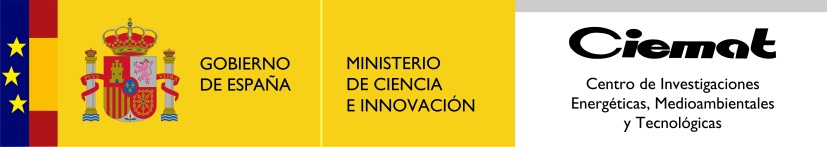 GOBIERNO
DE ESPAÑA
MINISTERIO
DE CIENCIA
E INNOVACIÓN
Ciemat
Centro de Investigaciones
Energéticas, Medioambientales
y Tecnológicas